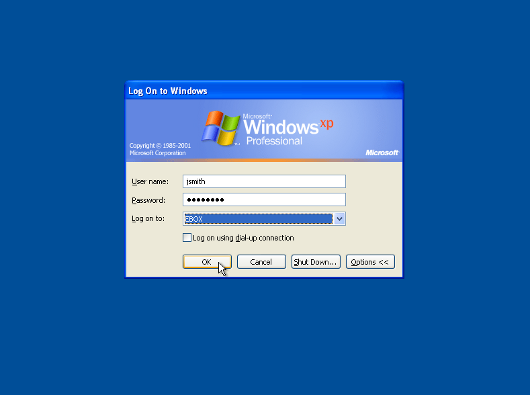 Log On to Windows
Microsoft®
Windows xp
Professional
Copyright © 1985-2001
Microsoft Corporation
Microsoft
User name:
jsmith
Password:
●●●●●●●●
Log on to:
EBOX
Log on using dial-up connection
OK
Cancel
Shut Down...
Options <<